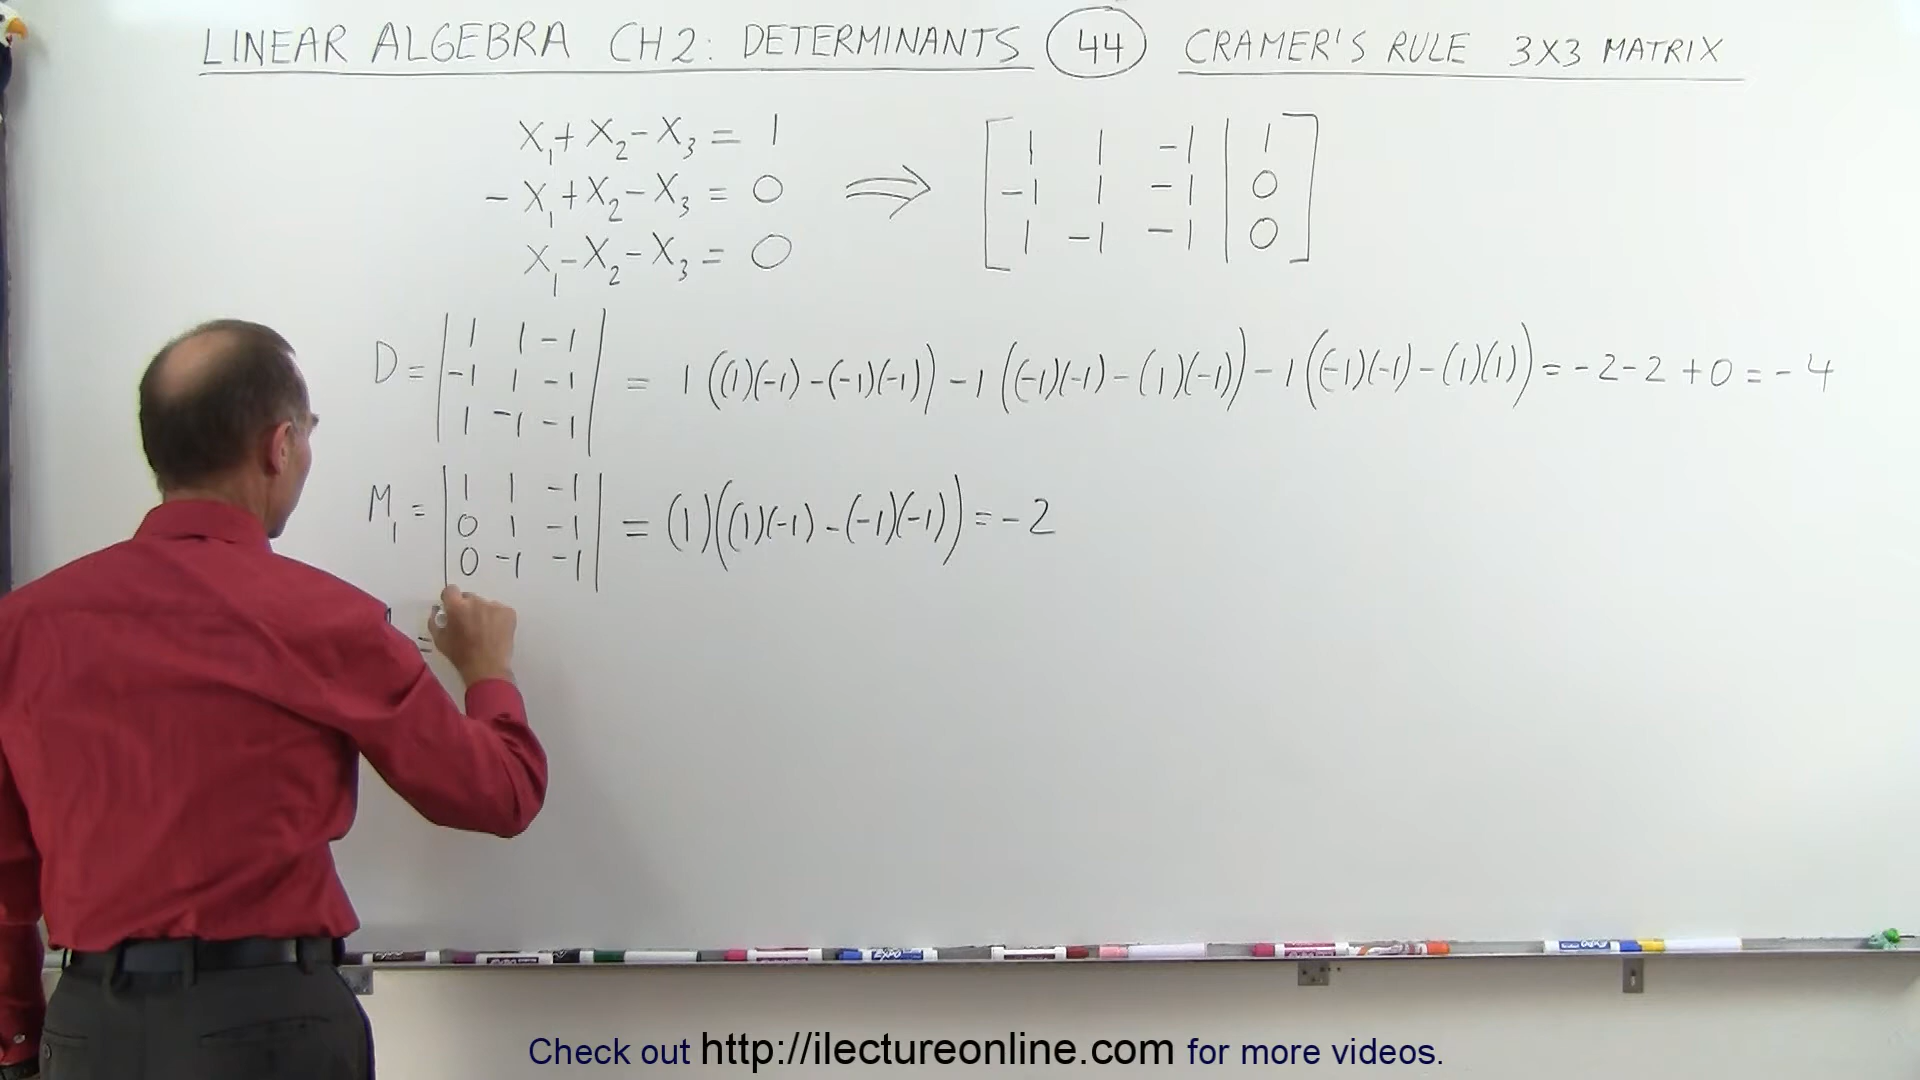 LINEAR ALGEBRA CH2: DETERMINANTS 44 CRAMER'S RULE 3X3 MATRIX
X₁ + X₂ - X₃ = 1
- X₁ + X₂ - X₃ = 0
X₁ - X₂ - X₃ = 0
⇒
1 1 -1 | 1
-1 1 -1 | 0
1 -1 -1 | 0
D = | 1 1 -1 |
| -1 1 -1 |
| 1 -1 -1 |
= 1((1)(-1) - (-1)(-1)) - 1((-1)(-1) - (1)(-1)) - 1((-1)(-1) - (1)(1)) = -2 - 2 + 0 = -4
M₁ = | 1 1 -1 |
| 0 1 -1 |
| 0 -1 -1 |
= (1)((1)(-1) - (-1)(-1)) = -2
=
EXPO
Check out http://ilectureonline.com for more videos.